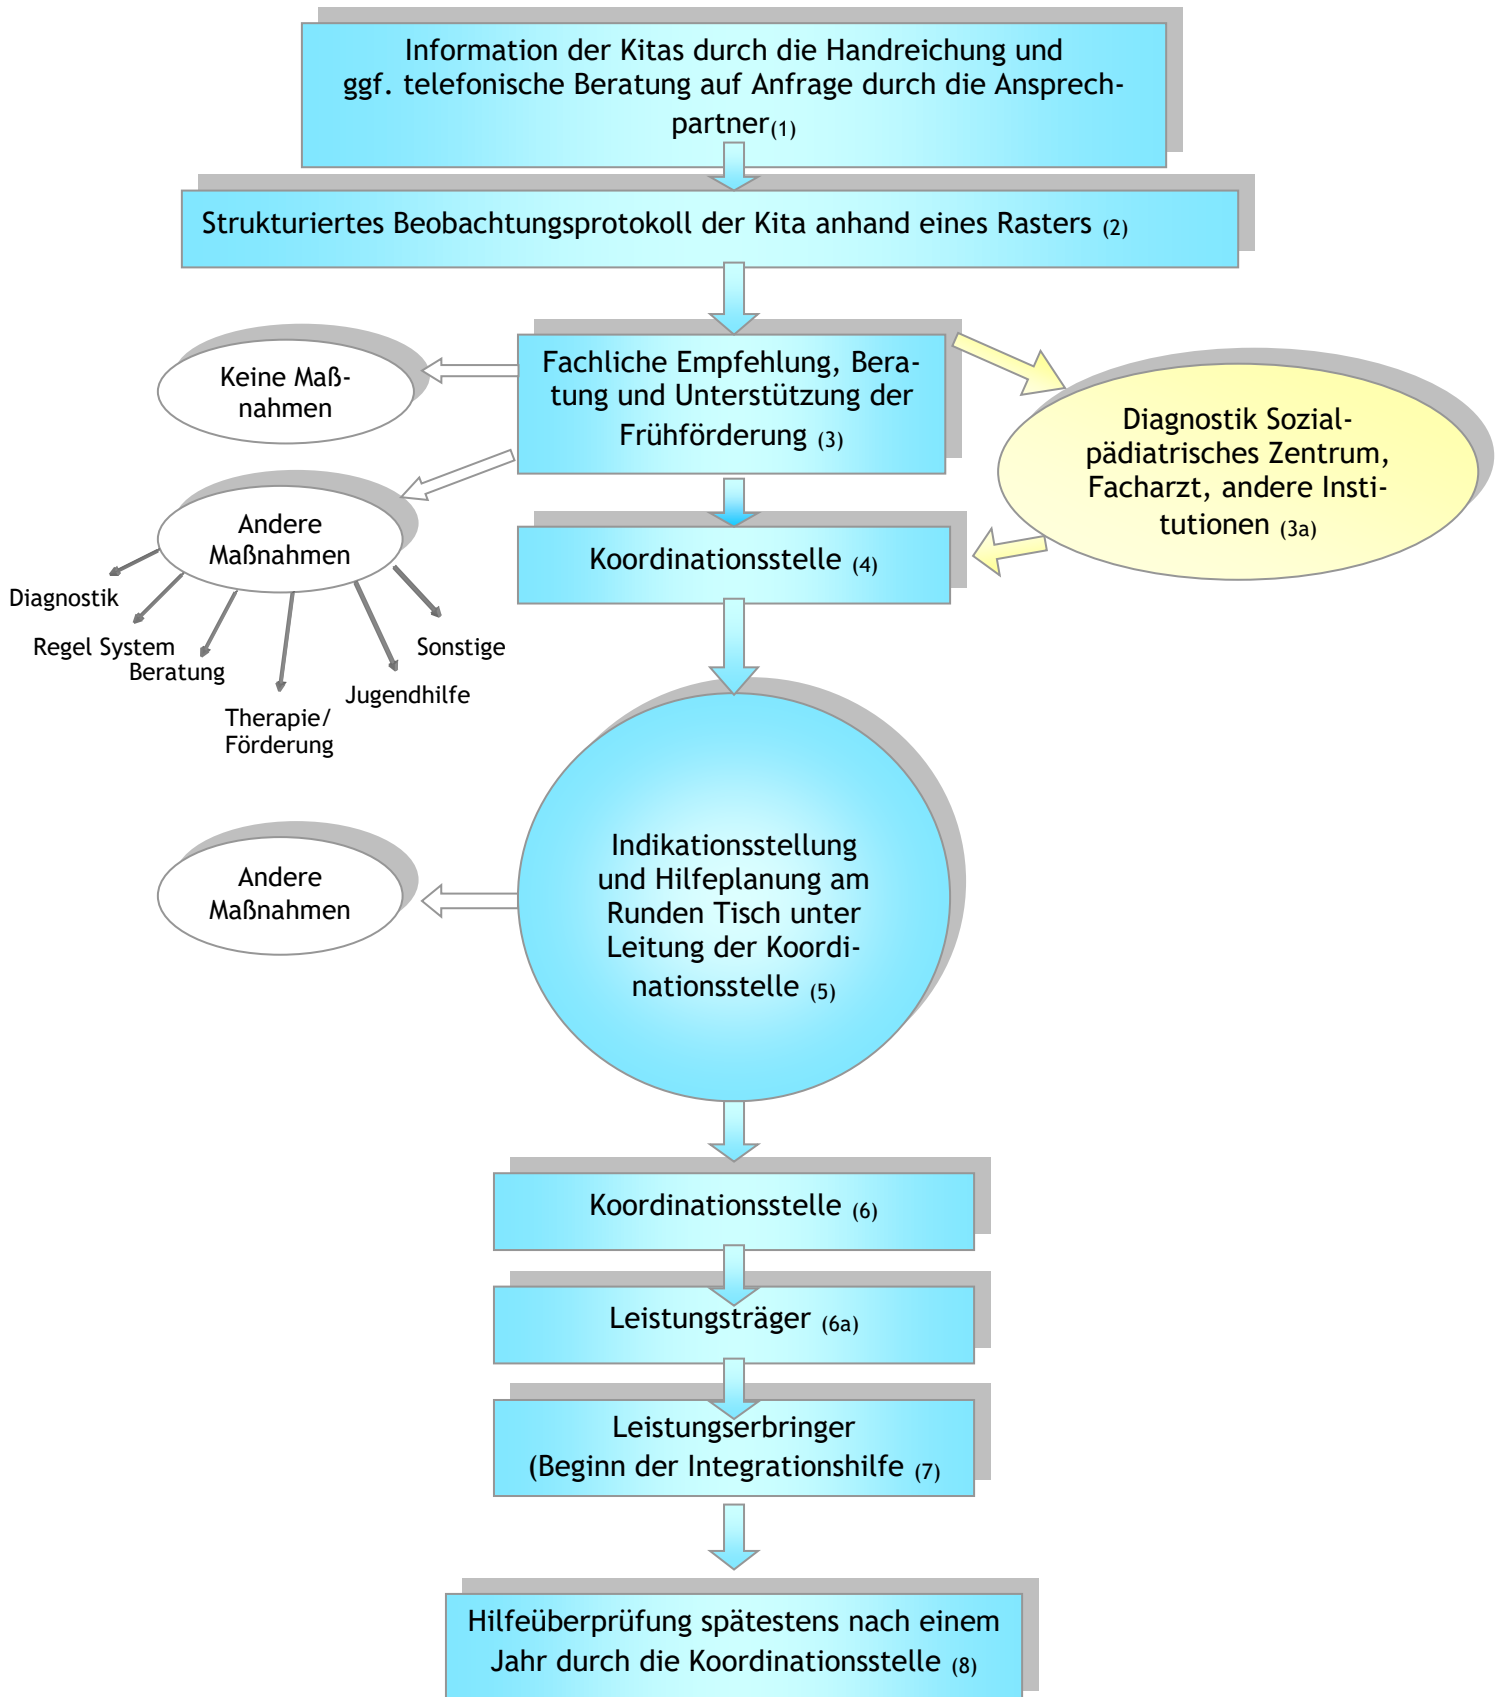 Information der Kitas durch die Handreichung und
ggf. telefonische Beratung auf Anfrage durch die Ansprech-
partner(1)
Strukturiertes Beobachtungsprotokoll der Kita anhand eines Rasters (2)
Keine Maß-
nahmen
Fachliche Empfehlung, Bera-
tung und Unterstützung der
Frühförderung (3)
Diagnostik Sozial-
pädiatrisches Zentrum,
Facharzt, andere Insti-
tutionen (3a)
Andere
Maßnahmen
Koordinationsstelle (4)
Diagnostik
Regel System
Beratung
Therapie/
Förderung
Jugendhilfe
Sonstige
Indikationsstellung
und Hilfeplanung am
Runden Tisch unter
Leitung der Koordi-
nationsstelle (5)
Andere
Maßnahmen
Koordinationsstelle (6)
Leistungsträger (6a)
Leistungserbringer
(Beginn der Integrationshilfe (7)
Hilfeüberprüfung spätestens nach einem
Jahr durch die Koordinationsstelle (8)